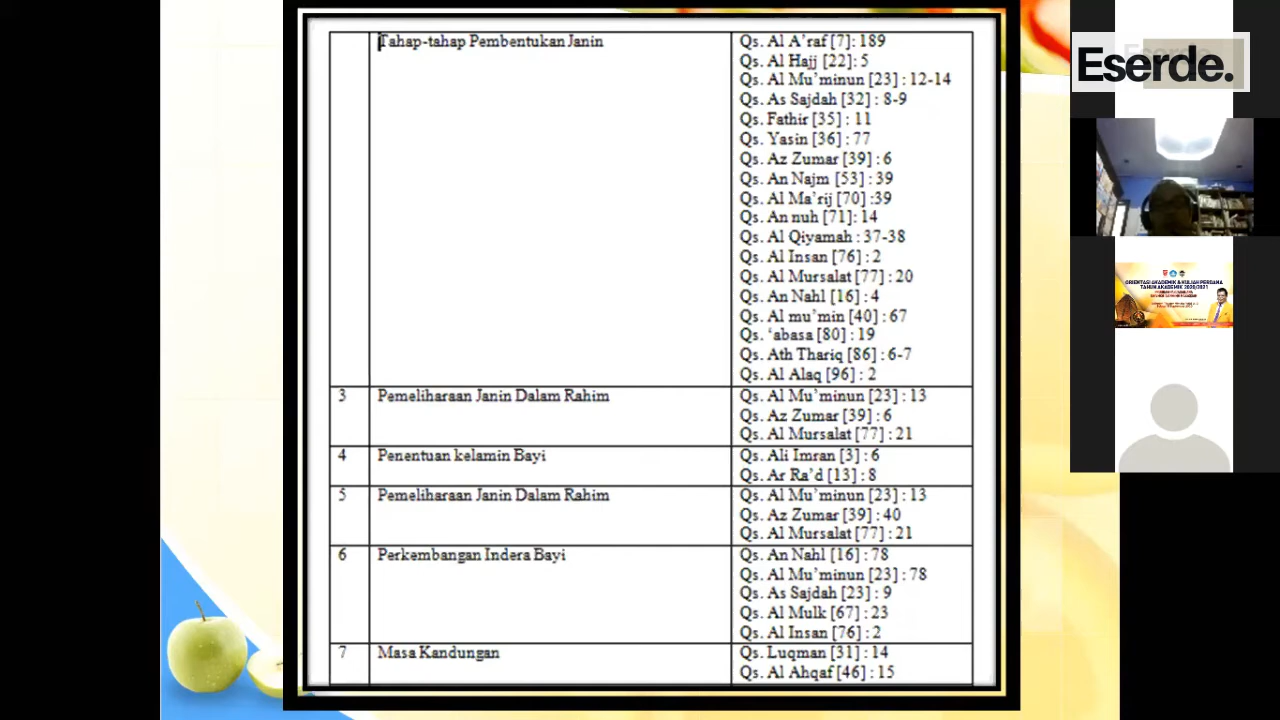 Tahap-tahap Pembentukan Janin
Qs. Al A’raf [7]: 189
Qs. Al Hajj [22]: 5
Qs. Al Mu’minun [23] : 12-14
Qs. As Sajdah [32] : 8-9
Qs. Fathir [35] : 11
Qs. Yasin [36] : 77
Qs. Az Zumar [39] : 6
Qs. An Najm [53] : 39
Qs. Al Ma’rij [70] :39
Qs. An nuh [71]: 14
Qs. Al Qiyamah : 37-38
Qs. Al Insan [76] : 2
Qs. Al Mursalat [77] : 20
Qs. An Nahl [16] : 4
Qs. Al mu’min [40] : 67
Qs. ‘abasa [80] : 19
Qs. Ath Thariq [86] : 6-7
Qs. Al Alaq [96] : 2
3 Pemeliharaan Janin Dalam Rahim Qs. Al Mu’minun [23] : 13
Qs. Az Zumar [39] : 6
Qs. Al Mursalat [77] : 21
4 Penentuan kelamin Bayi Qs. Ali Imran [3] : 6
Qs. Ar Ra’d [13] : 8
5 Pemeliharaan Janin Dalam Rahim Qs. Al Mu’minun [23] : 13
Qs. Az Zumar [39] : 40
Qs. Al Mursalat [77] : 21
6 Perkembangan Indera Bayi Qs. An Nahl [16] : 78
Qs. Al Mu’minun [23] : 78
Qs. As Sajdah [23] : 9
Qs. Al Mulk [67] : 23
Qs. Al Insan [76] : 2
7 Masa Kandungan Qs. Luqman [31] : 14
Qs. Al Ahqaf [46] : 15
Eserde.
ORIENTASI AKADEMIK & KULIAH PERDANA
TAHUN AKADEMIK 2020/2021